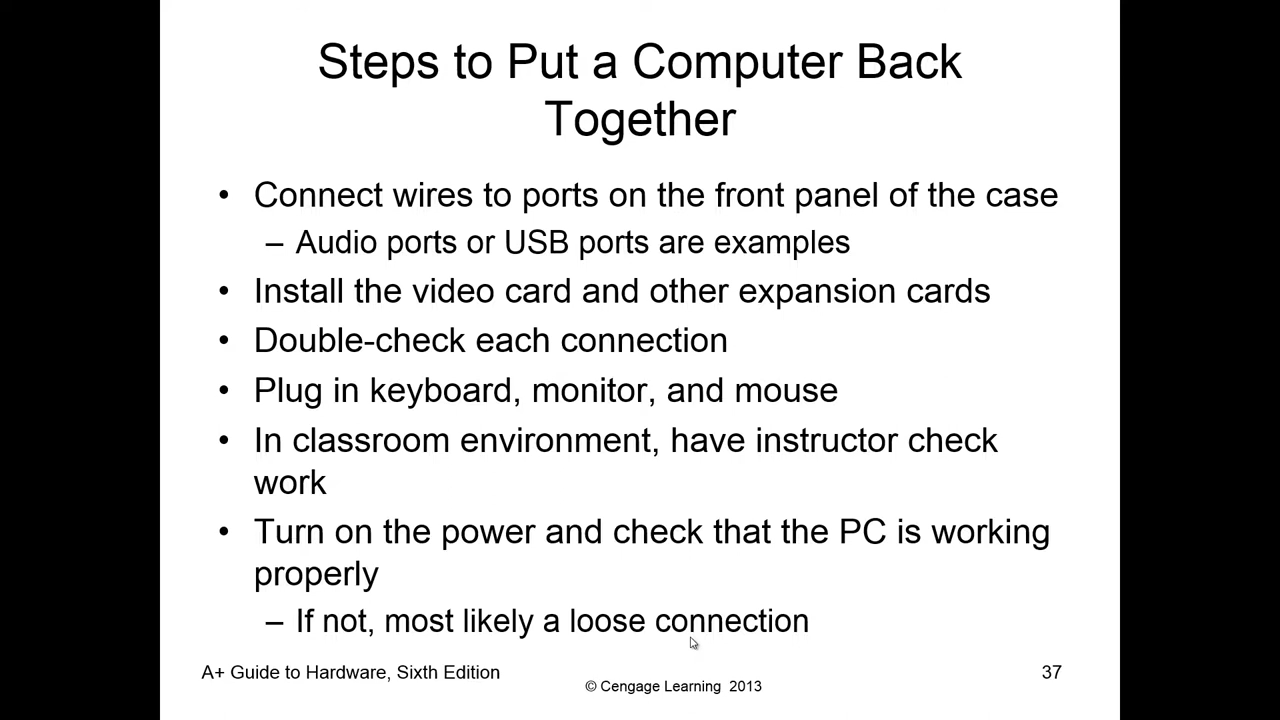 Steps to Put a Computer Back
Together
• Connect wires to ports on the front panel of the case
– Audio ports or USB ports are examples
• Install the video card and other expansion cards
• Double-check each connection
• Plug in keyboard, monitor, and mouse
• In classroom environment, have instructor check
work
• Turn on the power and check that the PC is working
properly
– If not, most likely a loose connection
A+ Guide to Hardware, Sixth Edition
© Cengage Learning 2013
37